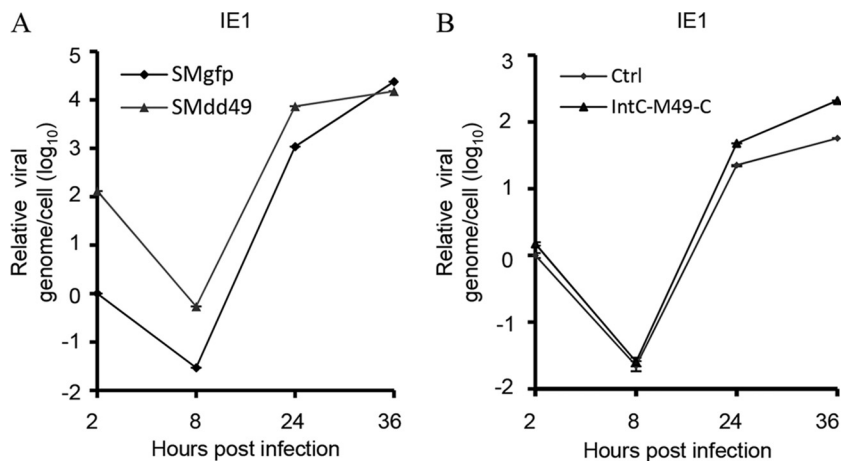 A
IE1
SMgfp
SMdd49
Relative viral
genome/cell (log10)
5
4
3
2
1
0
-1
-2
2
8
24
36
Hours post infection
B
IE1
Ctrl
IntC-M49-C
Relative viral
genome/cell (log10)
3
2
1
0
-1
-2
2
8
24
36
Hours post infection